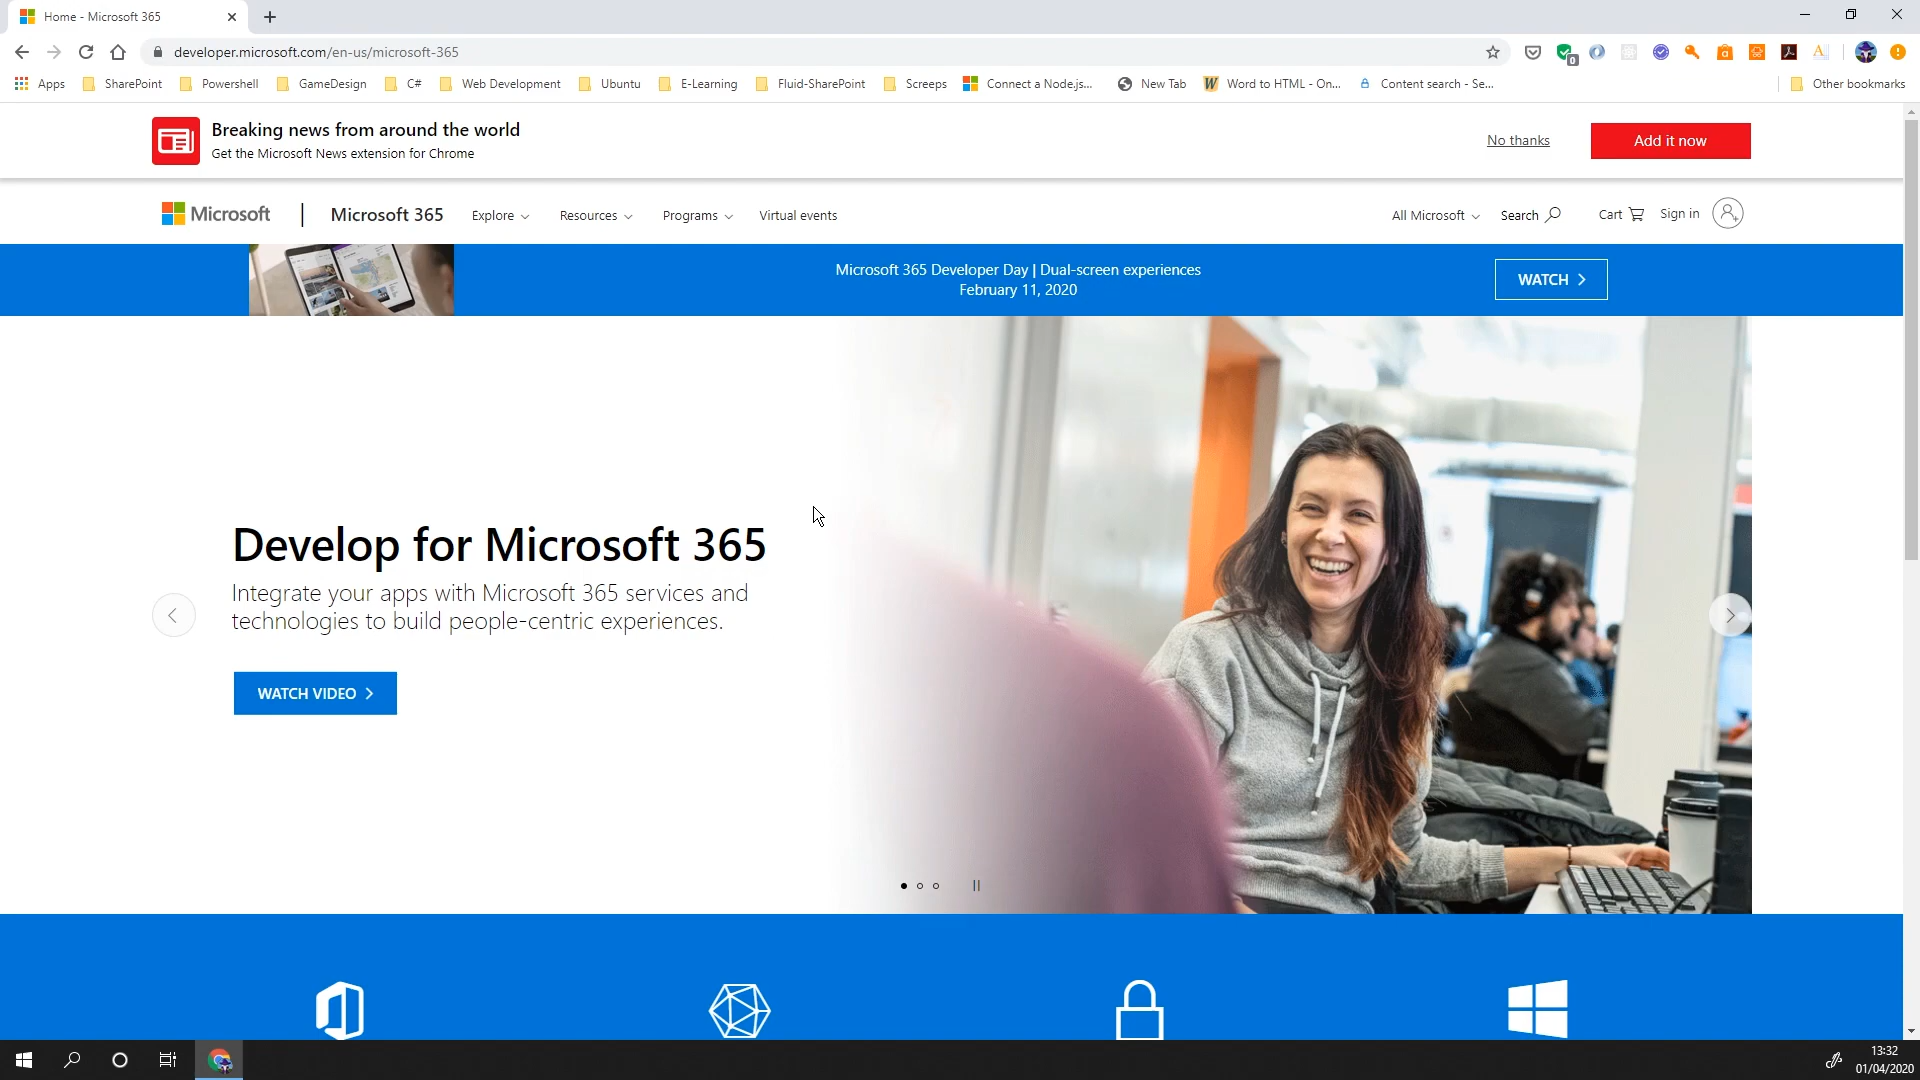 Home - Microsoft 365
developer.microsoft.com/en-us/microsoft-365
0
Apps SharePoint Powershell GameDesign C# Web Development Ubuntu E-Learning Fluid-SharePoint Screeps Connect a Node.js... New Tab Word to HTML - On... Content search - Se... Other bookmarks
Breaking news from around the world
Get the Microsoft News extension for Chrome
No thanks
Add it now
Microsoft | Microsoft 365 Explore Resources Programs Virtual events All Microsoft Search Cart Sign in
Microsoft 365 Developer Day | Dual-screen experiences
February 11, 2020
WATCH >
Develop for Microsoft 365
Integrate your apps with Microsoft 365 services and
technologies to build people-centric experiences.
WATCH VIDEO >
13:32
01/04/2020